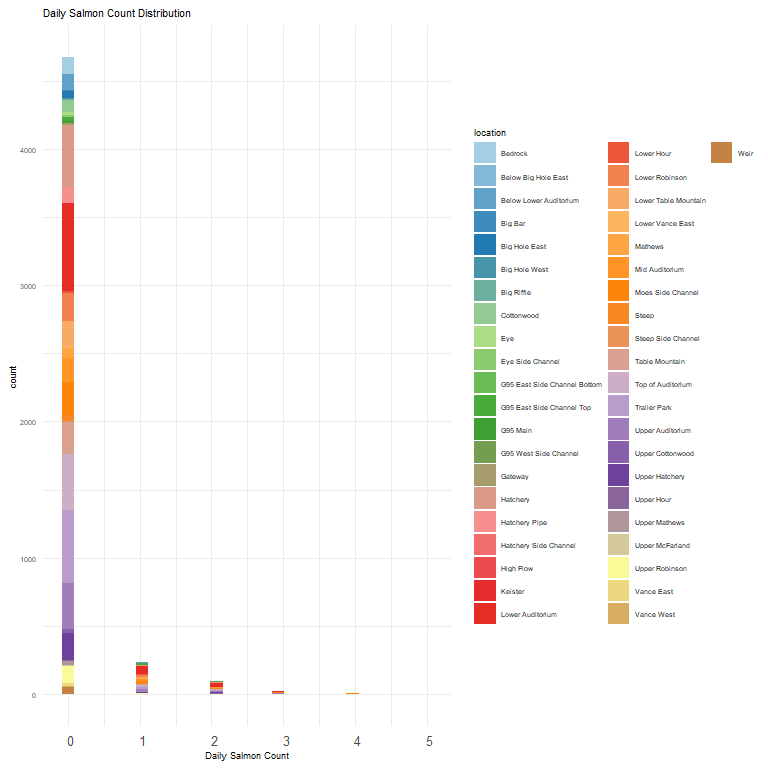 Daily Salmon Count Distribution
count
4000
3000
2000
1000
0
0 1 2 3 4 5
Daily Salmon Count
location
Bedrock
Below Big Hole East
Below Lower Auditorium
Big Bar
Big Hole East
Big Hole West
Big Riffle
Cottonwood
Eye
Eye Side Channel
G95 East Side Channel Bottom
G95 East Side Channel Top
G95 Main
G95 West Side Channel
Gateway
Hatchery
Hatchery Pipe
Hatchery Side Channel
High Flow
Keister
Lower Auditorium
Lower Hour
Lower Robinson
Lower Table Mountain
Lower Vance East
Mathews
Mid Auditorium
Moes Side Channel
Steep
Steep Side Channel
Table Mountain
Top of Auditorium
Trailer Park
Upper Auditorium
Upper Cottonwood
Upper Hatchery
Upper Hour
Upper Mathews
Upper McFarland
Upper Robinson
Vance East
Vance West
Weir